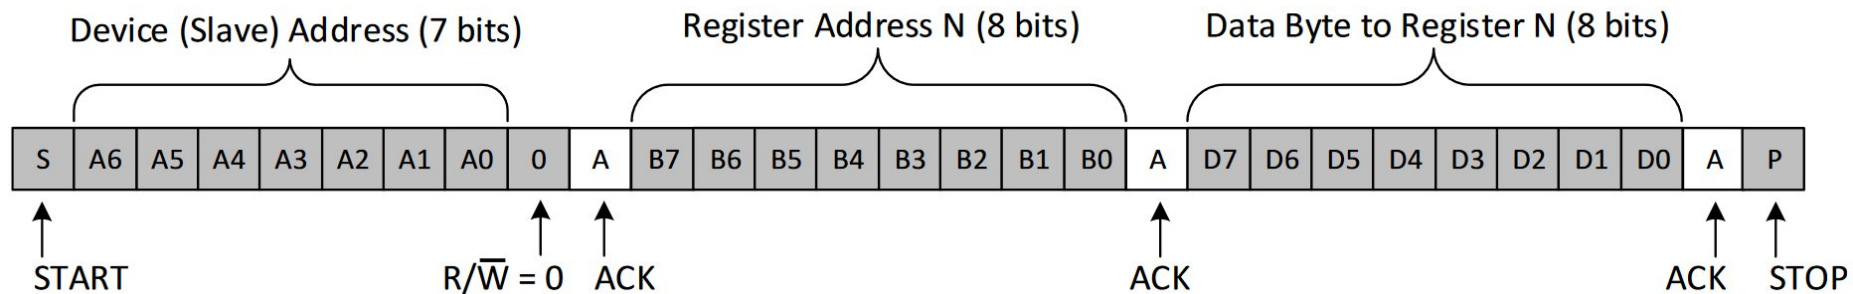 Device (Slave) Address (7 bits) Register Address N (8 bits) Data Byte to Register N (8 bits)
S A6 A5 A4 A3 A2 A1 A0 0 A B7 B6 B5 B4 B3 B2 B1 B0 A D7 D6 D5 D4 D3 D2 D1 D0 A P
START R/W̅ = 0 ACK ACK ACK STOP